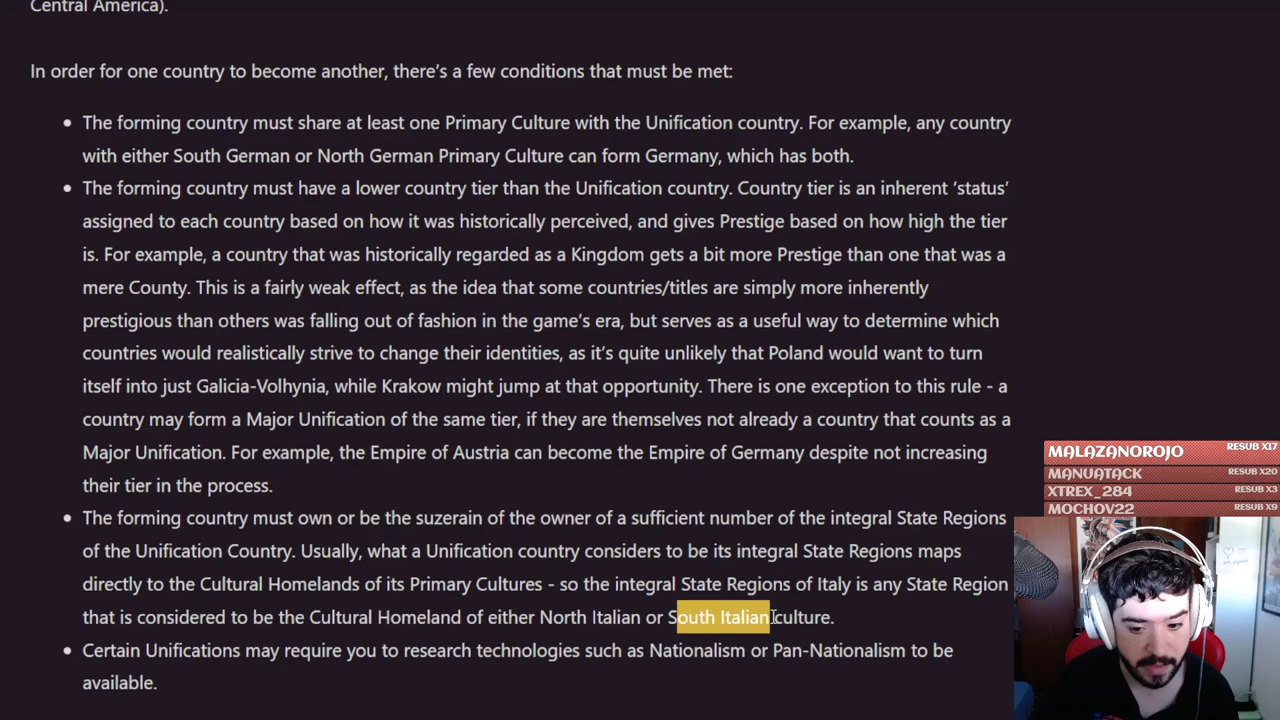 Central America).
In order for one country to become another, there's a few conditions that must be met:
• The forming country must share at least one Primary Culture with the Unification country. For example, any country
with either South German or North German Primary Culture can form Germany, which has both.
• The forming country must have a lower country tier than the Unification country. Country tier is an inherent ‘status’
assigned to each country based on how it was historically perceived, and gives Prestige based on how high the tier
is. For example, a country that was historically regarded as a Kingdom gets a bit more Prestige than one that was a
mere County. This is a fairly weak effect, as the idea that some countries/titles are simply more inherently
prestigious than others was falling out of fashion in the game’s era, but serves as a useful way to determine which
countries would realistically strive to change their identities, as it’s quite unlikely that Poland would want to turn
itself into just Galicia-Volhynia, while Krakow might jump at that opportunity. There is one exception to this rule - a
country may form a Major Unification of the same tier, if they are themselves not already a country that counts as a
Major Unification. For example, the Empire of Austria can become the Empire of Germany despite not increasing
their tier in the process.
• The forming country must own or be the suzerain of the owner of a sufficient number of the integral State Regions
of the Unification Country. Usually, what a Unification country considers to be its integral State Regions maps
directly to the Cultural Homelands of its Primary Cultures - so the integral State Regions of Italy is any State Region
that is considered to be the Cultural Homeland of either North Italian or South Italian culture.
• Certain Unifications may require you to research technologies such as Nationalism or Pan-Nationalism to be
available.
MALAZANOROJO RESUB X17
MANUATACK RESUB X20
XTREX_284 RESUB X3
MOCHOV22 RESUB X9